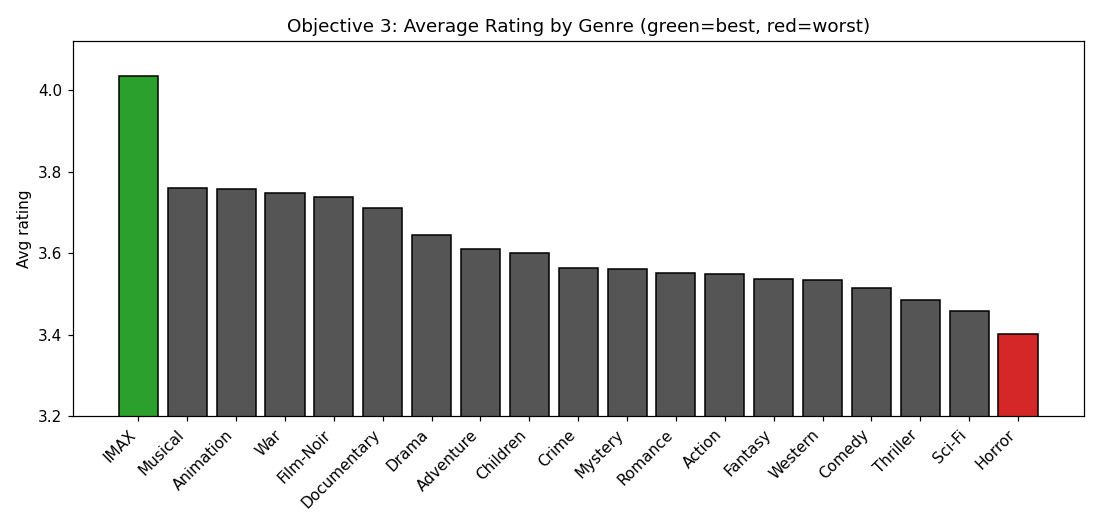 Objective 3: Average Rating by Genre (green=best, red=worst)
Avg rating
4.0
3.8
3.6
3.4
3.2
IMAX
Musical
Animation
War
Film-Noir
Documentary
Drama
Adventure
Children
Crime
Mystery
Romance
Action
Fantasy
Western
Comedy
Thriller
Sci-Fi
Horror